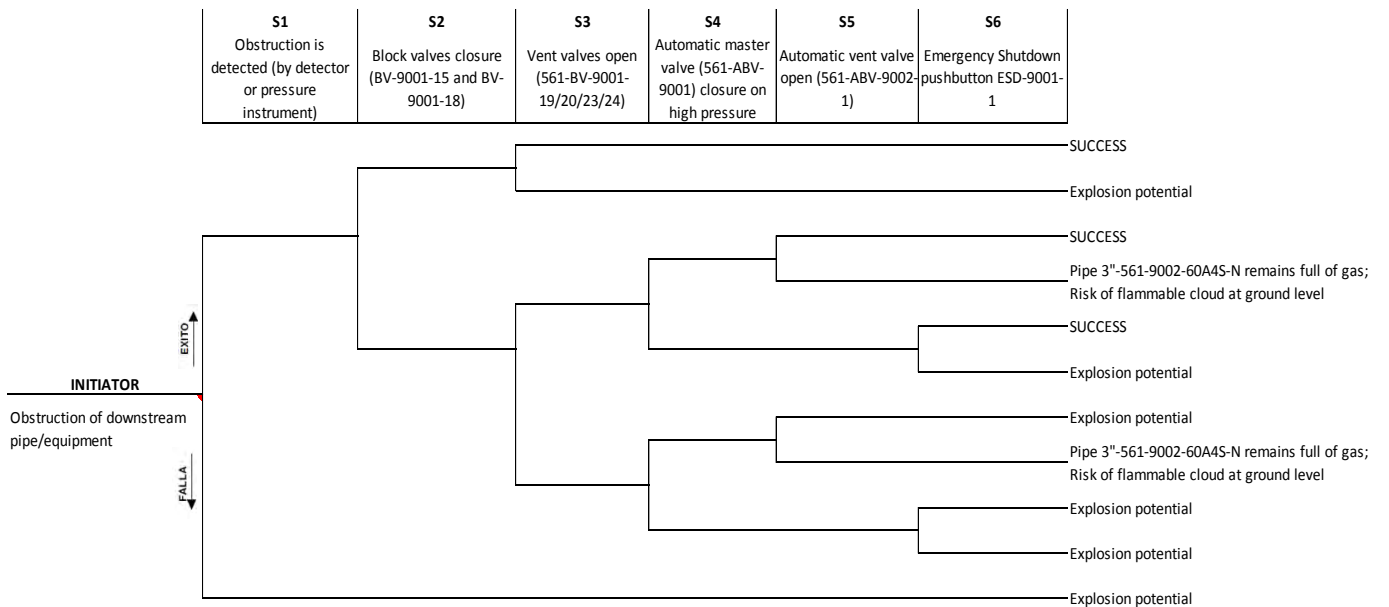 S1
Obstruction is
detected (by detector
or pressure
instrument)
S2
Block valves closure
(BV-9001-15 and BV-
9001-18)
S3
Vent valves open
(561-BV-9001-
19/20/23/24)
S4
Automatic master
valve (561-ABV-
9001) closure on
high pressure
S5
Automatic vent valve
open (561-ABV-9002-
1)
S6
Emergency Shutdown
pushbutton ESD-9001-
1
SUCCESS
Explosion potential
SUCCESS
Pipe 3"-561-9002-60A4S-N remains full of gas;
Risk of flammable cloud at ground level
SUCCESS
Explosion potential
EXITO
INITIATOR
Obstruction of downstream
pipe/equipment
FALLA
Explosion potential
Pipe 3"-561-9002-60A4S-N remains full of gas;
Risk of flammable cloud at ground level
Explosion potential
Explosion potential
Explosion potential